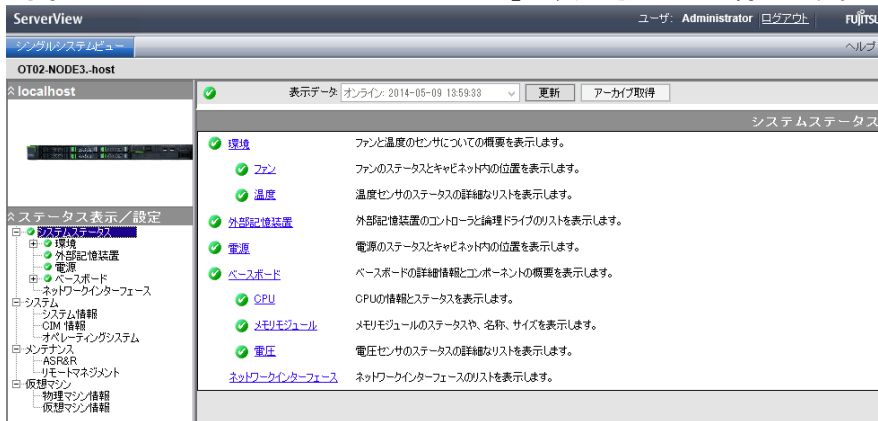 ServerView ユーザ: Administrator ログアウト FUJITSU
シングルシステムビュー ヘルプ
OT02-NODE3.-host
localhost
表示データ: オンライン: 2014-05-09 13:59:33 更新 アーカイブ取得
システムステータス
環境 ファンと温度のセンサについての概要を表示します。
ファン ファンのステータスとキャビネット内の位置を表示します。
温度 温度センサのステータスの詳細なリストを表示します。
外部記憶装置 外部記憶装置のコントローラと論理ドライブのリストを表示します。
電源 電源のステータスとキャビネット内の位置を表示します。
ベースボード ベースボードの詳細情報とコンポーネントの概要を表示します。
CPU CPUの情報とステータスを表示します。
メモリモジュール メモリモジュールのステータスや、名称、サイズを表示します。
電圧 電圧センサのステータスの詳細なリストを表示します。
ネットワークインターフェース ネットワークインターフェースのリストを表示します。
ステータス表示/設定
システムステータス
環境
外部記憶装置
電源
ベースボード
ネットワークインターフェース
システム
システム情報
CIM 情報
オペレーティングシステム
メンテナンス
ASR&R
リモートマネジメント
仮想マシン
物理マシン情報
仮想マシン情報